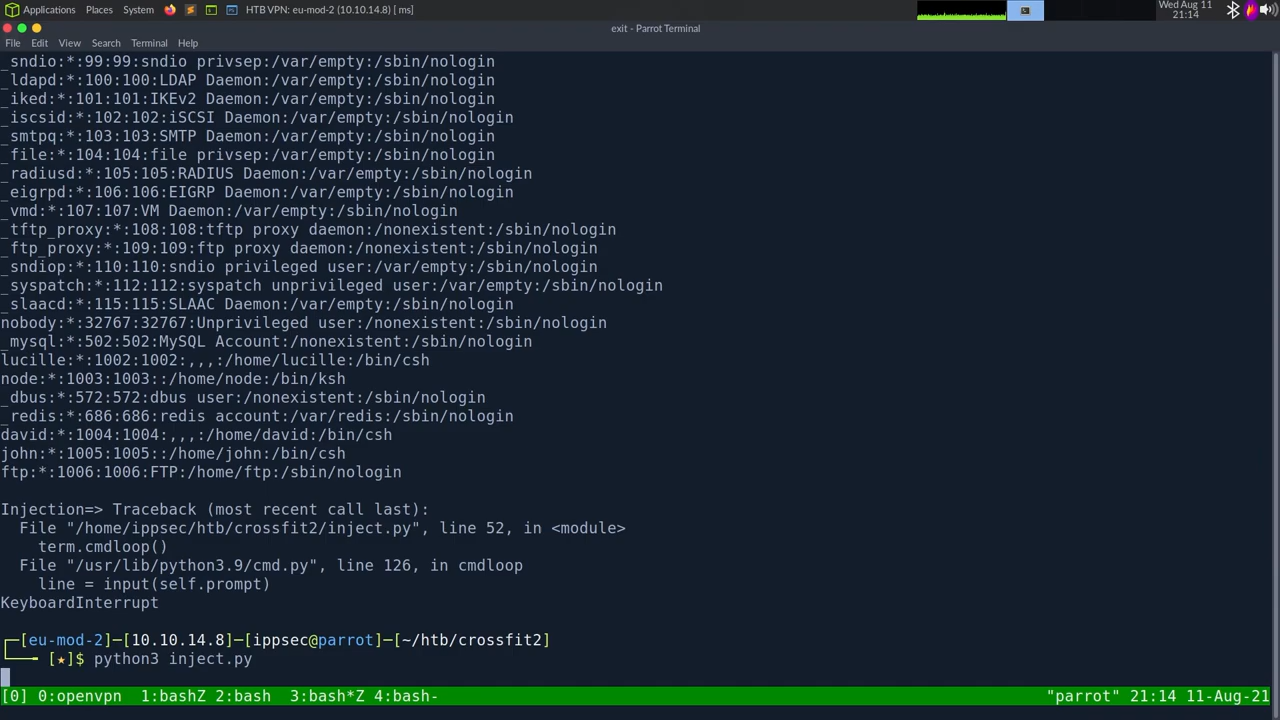 Applications Places System HTB VPN: eu-mod-2 (10.10.14.8) [ ms] Wed Aug 11 21:14
exit - Parrot Terminal
File Edit View Search Terminal Help
_sndio:*:99:99:sndio privsep:/var/empty:/sbin/nologin
_ldapd:*:100:100:LDAP Daemon:/var/empty:/sbin/nologin
_iked:*:101:101:IKEv2 Daemon:/var/empty:/sbin/nologin
_iscsid:*:102:102:iSCSI Daemon:/var/empty:/sbin/nologin
_smtpq:*:103:103:SMTP Daemon:/var/empty:/sbin/nologin
_file:*:104:104:file privsep:/var/empty:/sbin/nologin
_radiusd:*:105:105:RADIUS Daemon:/var/empty:/sbin/nologin
_eigrpd:*:106:106:EIGRP Daemon:/var/empty:/sbin/nologin
_vmd:*:107:107:VM Daemon:/var/empty:/sbin/nologin
_tftp_proxy:*:108:108:tftp proxy daemon:/nonexistent:/sbin/nologin
_ftp_proxy:*:109:109:ftp proxy daemon:/nonexistent:/sbin/nologin
_sndiop:*:110:110:sndio privileged user:/var/empty:/sbin/nologin
_syspatch:*:112:112:syspatch unprivileged user:/var/empty:/sbin/nologin
_slaacd:*:115:115:SLAAC Daemon:/var/empty:/sbin/nologin
nobody:*:32767:32767:Unprivileged user:/nonexistent:/sbin/nologin
_mysql:*:502:502:MySQL Account:/nonexistent:/sbin/nologin
lucille:*:1002:1002:,,,:/home/lucille:/bin/csh
node:*:1003:1003::/home/node:/bin/ksh
_dbus:*:572:572:dbus user:/nonexistent:/sbin/nologin
_redis:*:686:686:redis account:/var/redis:/sbin/nologin
david:*:1004:1004:,,,:/home/david:/bin/csh
john:*:1005:1005::/home/john:/bin/csh
ftp:*:1006:1006:FTP:/home/ftp:/sbin/nologin
Injection=> Traceback (most recent call last):
File "/home/ippsec/htb/crossfit2/inject.py", line 52, in <module>
term.cmdloop()
File "/usr/lib/python3.9/cmd.py", line 126, in cmdloop
line = input(self.prompt)
KeyboardInterrupt
┌─[eu-mod-2]─[10.10.14.8]─[ippsec@parrot]─[~/htb/crossfit2]
└──╼ [★]$ python3 inject.py
[0] 0:openvpn 1:bashZ 2:bash 3:bash*Z 4:bash- "parrot" 21:14 11-Aug-21